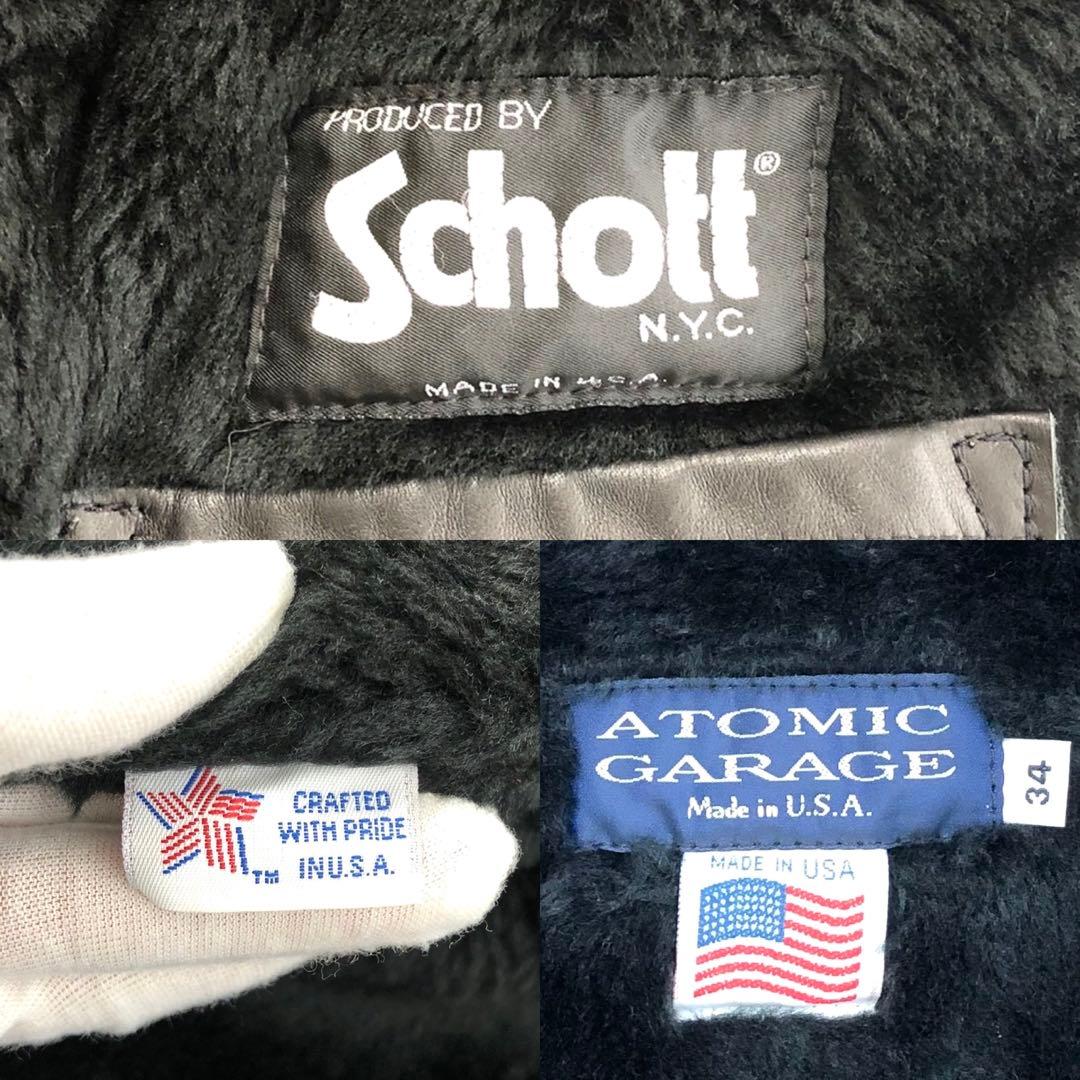 PRODUCED BY
Schott®
N.Y.C.
MADE IN U.S.A.
CRAFTED
WITH PRIDE
IN U.S.A.
TM
ATOMIC
GARAGE
Made in U.S.A.
34
MADE IN USA